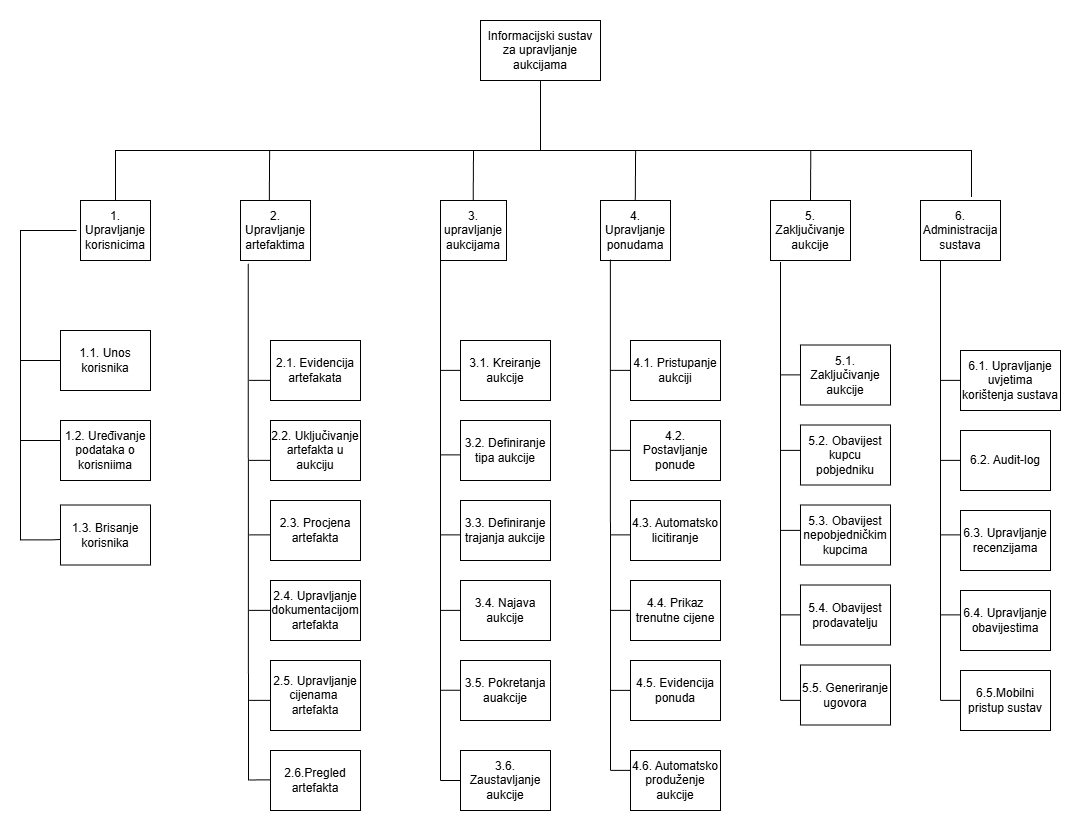 Informacijski sustav
za upravljanje
aukcijama
1.
Upravljanje
korisnicima
2.
Upravljanje
artefaktima
3.
upravljanje
aukcijama
4.
Upravljanje
ponudama
5.
Zaključivanje
aukcije
6.
Administracija
sustava
1.1. Unos
korisnika
1.2. Uređivanje
podataka o
korisniima
1.3. Brisanje
korisnika
2.1. Evidencija
artefakata
2.2. Uključivanje
artefakta u
aukciju
2.3. Procjena
artefakta
2.4. Upravljanje
dokumentacijom
artefakta
2.5. Upravljanje
cijenama
artefakta
2.6.Pregled
artefakta
3.1. Kreiranje
aukcije
3.2. Definiranje
tipa aukcije
3.3. Definiranje
trajanja aukcije
3.4. Najava
aukcije
3.5. Pokretanja
auakcije
3.6.
Zaustavljanje
aukcije
4.1. Pristupanje
aukciji
4.2.
Postavljanje
ponude
4.3. Automatsko
licitiranje
4.4. Prikaz
trenutne cijene
4.5. Evidencija
ponuda
4.6. Automatsko
produženje
aukcije
5.1.
Zaključivanje
aukcije
5.2. Obavijest
kupcu
pobjedniku
5.3. Obavijest
nepobjedničkim
kupcima
5.4. Obavijest
prodavatelju
5.5. Generiranje
ugovora
6.1. Upravljanje
uvjetima
korištenja sustava
6.2. Audit-log
6.3. Upravljanje
recenzijama
6.4. Upravljanje
obavijestima
6.5.Mobilni
pristup sustav